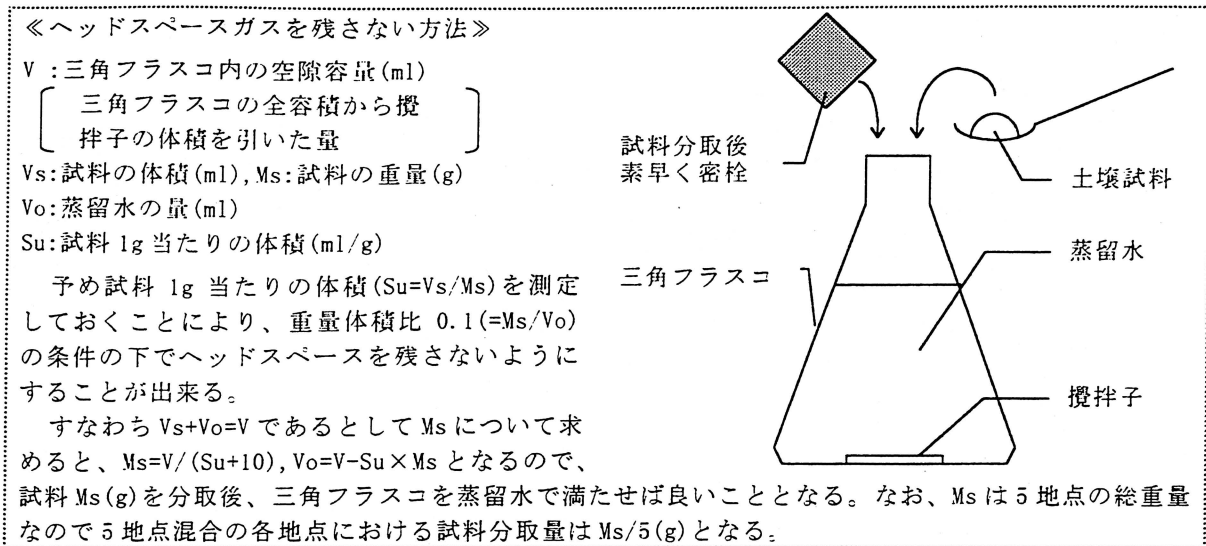 ≪ヘッドスペースガスを残さない方法≫
V :三角フラスコ内の空隙容量(ml)
三角フラスコの全容積から攪
拌子の体積を引いた量
Vs:試料の体積(ml),Ms:試料の重量(g)
Vo:蒸留水の量(ml)
Su:試料1g当たりの体積(ml/g)
予め試料 1g 当たりの体積(Su=Vs/Ms)を測定
しておくことにより、重量体積比 0.1(=Ms/Vo)
の条件の下でヘッドスペースを残さないように
することが出来る。
すなわち Vs+Vo=V であるとして Ms について求
めると、Ms=V/(Su+10),Vo=V-Su×Ms となるので、
試料 Ms(g)を分取後、三角フラスコを蒸留水で満たせば良いこととなる。なお、Ms は 5 地点の総重量
なので 5 地点混合の各地点における試料分取量は Ms/5(g)となる。
試料分取後
素早く密栓
土壌試料
蒸留水
三角フラスコ
攪拌子